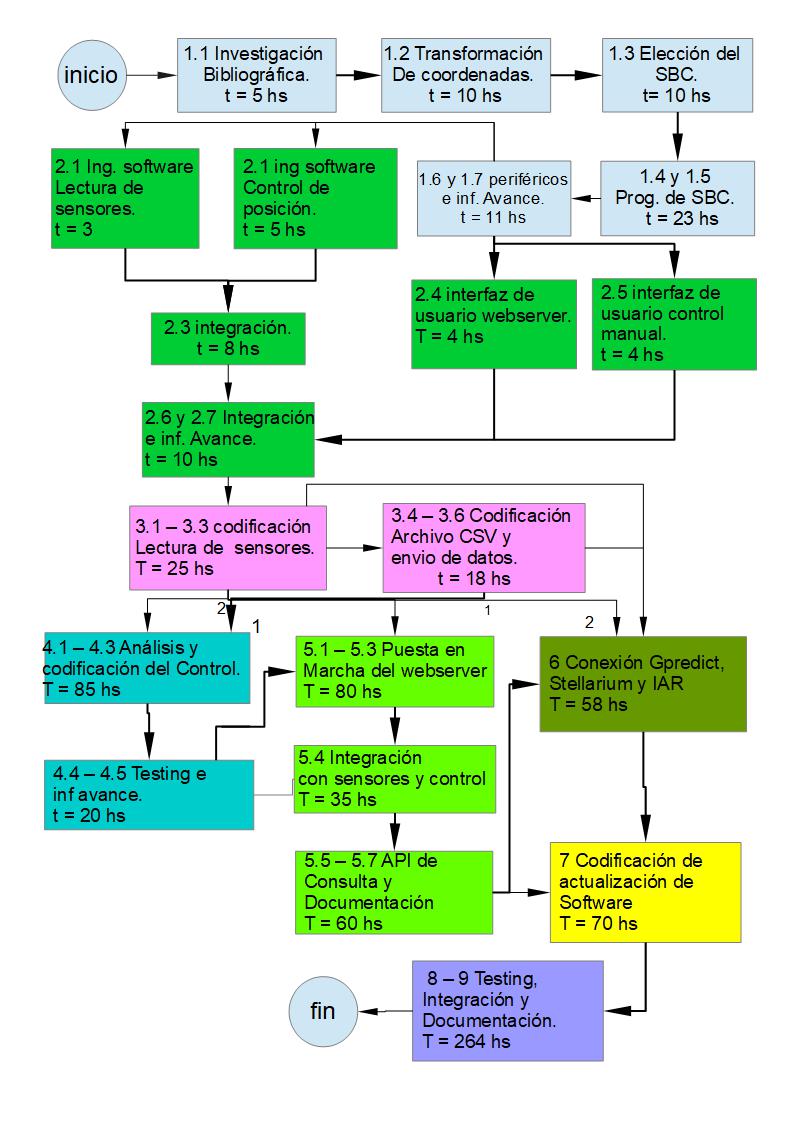 inicio
1.1 Investigación
Bibliográfica.
t = 5 hs
1.2 Transformación
De coordenadas.
t = 10 hs
1.3 Elección del
SBC.
t= 10 hs
2.1 Ing. software
Lectura de
sensores.
t = 3
2.1 ing software
Control de
posición.
t = 5 hs
1.6 y 1.7 periféricos
e inf. Avance.
t = 11 hs
1.4 y 1.5
Prog. de SBC.
t = 23 hs
2.3 integración.
t = 8 hs
2.4 interfaz de
usuario webserver.
T = 4 hs
2.5 interfaz de
usuario control
manual.
t = 4 hs
2.6 y 2.7 Integración
e inf. Avance.
t = 10 hs
3.1 – 3.3 codificación
Lectura de sensores.
T = 25 hs
3.4 – 3.6 Codificación
Archivo CSV y
envio de datos.
t = 18 hs
2
1
1
2
4.1 – 4.3 Análisis y
codificación del Control.
T = 85 hs
5.1 – 5.3 Puesta en
Marcha del webserver
T = 80 hs
6 Conexión Gpredict,
Stellarium y IAR
T = 58 hs
4.4 – 4.5 Testing e
inf avance.
t = 20 hs
5.4 Integración
con sensores y control
T = 35 hs
5.5 – 5.7 API de
Consulta y
Documentación
T = 60 hs
7 Codificación de
actualización de
Software
T = 70 hs
8 – 9 Testing,
Integración y
Documentación.
T = 264 hs
fin